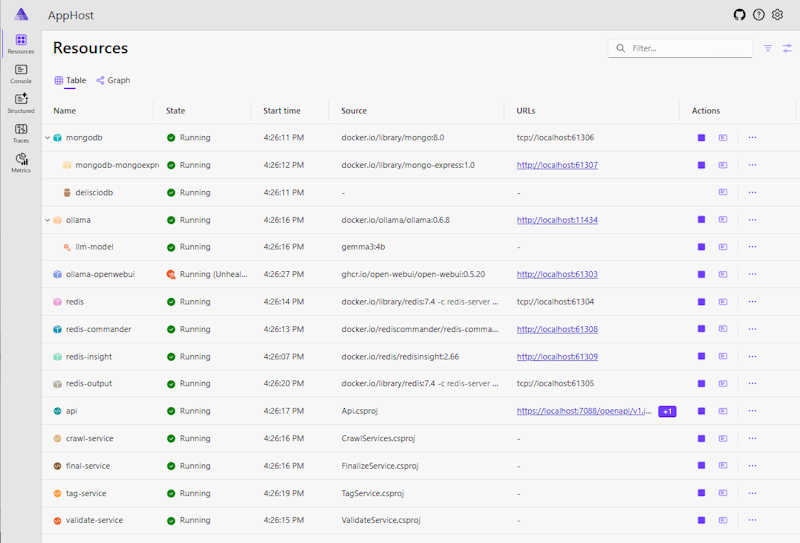 AppHost
Resources
Filter...
Resources
Console
Structured
Traces
Metrics
Table Graph
Name State Start time Source URLs Actions
mongodb Running 4:26:11 PM docker.io/library/mongo:8.0 tcp://localhost:61306
mongodb-mongoexpr Running 4:26:12 PM docker.io/library/mongo-express:1.0 http://localhost:61307
delisciodb Running 4:26:11 PM - -
ollama Running 4:26:16 PM docker.io/ollama/ollama:0.6.8 http://localhost:11434
llm-model Running 4:26:16 PM gemma3:4b -
ollama-openwebui Running (Unheal... 4:26:27 PM ghcr.io/open-webui/open-webui:0.5.20 http://localhost:61303
redis Running 4:26:14 PM docker.io/library/redis:7.4 -c redis-server ... tcp://localhost:61304
redis-commander Running 4:26:13 PM docker.io/rediscommander/redis-comma... http://localhost:61308
redis-insight Running 4:26:07 PM docker.io/redis/redisinsight:2.66 http://localhost:61309
redis-output Running 4:26:20 PM docker.io/library/redis:7.4 -c redis-server ... tcp://localhost:61305
api Running 4:26:17 PM Api.csproj https://localhost:7088/openapi/v1.j... +1
crawl-service Running 4:26:16 PM CrawlServices.csproj -
final-service Running 4:26:16 PM FinalizeService.csproj -
tag-service Running 4:26:19 PM TagService.csproj -
validate-service Running 4:26:15 PM ValidateService.csproj -